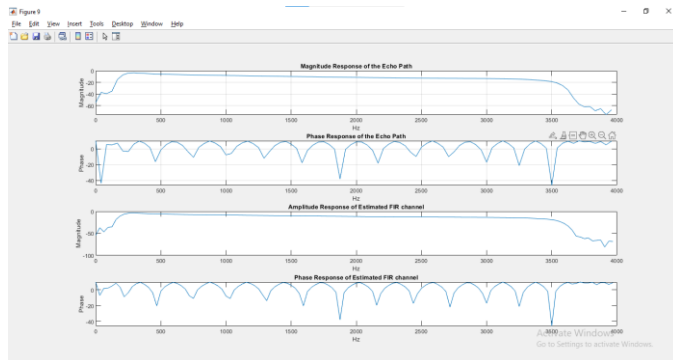 Figure 9
File Edit View Insert Tools Desktop Window Help
Magnitude Response of the Echo Path
Magnitude
0
-20
-40
-60
0 500 1000 1500 2000 2500 3000 3500 4000
Hz
Phase Response of the Echo Path
Phase
0
-20
-40
0 500 1000 1500 2000 2500 3000 3500 4000
Hz
Amplitude Response of Estimated FIR channel
Magnitude
0
-50
-100
0 500 1000 1500 2000 2500 3000 3500 4000
Hz
Phase Response of Estimated FIR channel
Phase
0
-20
-40
0 500 1000 1500 2000 2500 3000 3500 4000
Hz
Activate Windows
Go to Settings to activate Windows.